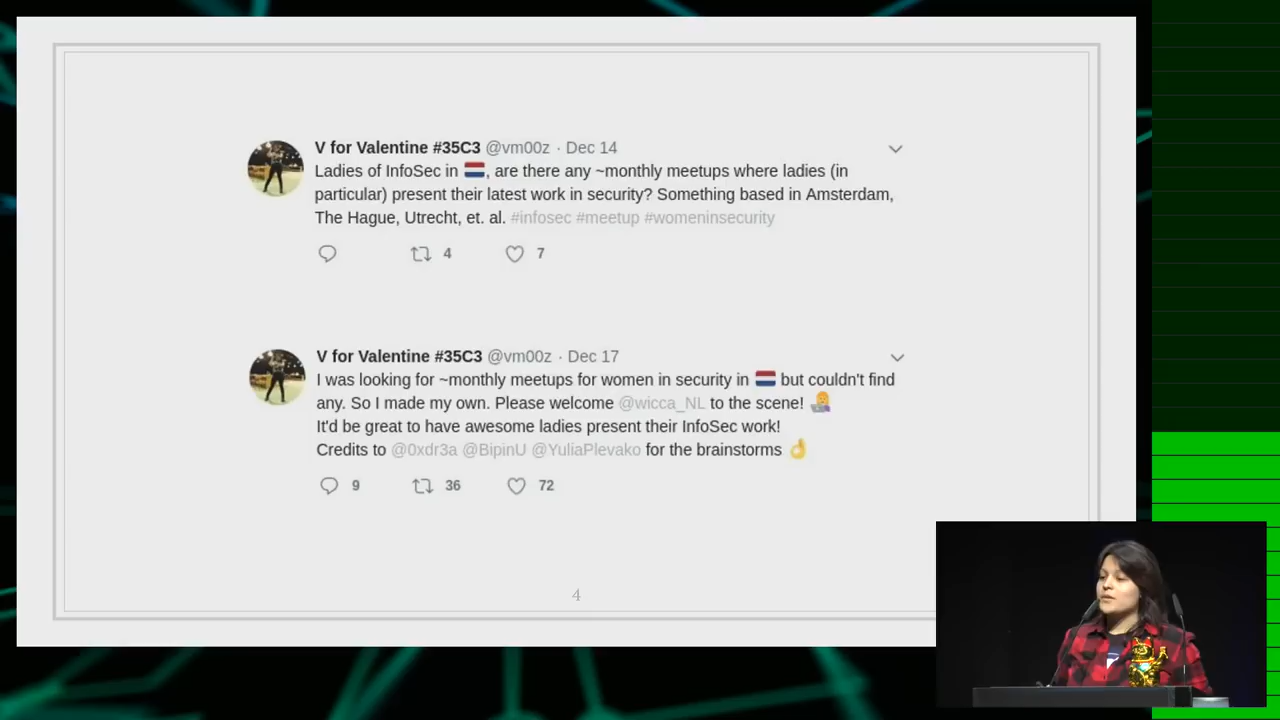 V for Valentine #35C3 @vm00z · Dec 14
Ladies of InfoSec in 🇳🇱, are there any ~monthly meetups where ladies (in
particular) present their latest work in security? Something based in Amsterdam,
The Hague, Utrecht, et. al. #infosec #meetup #womeninsecurity
4 7
V for Valentine #35C3 @vm00z · Dec 17
I was looking for ~monthly meetups for women in security in 🇳🇱 but couldn't find
any. So I made my own. Please welcome @wicca_NL to the scene! 👩‍💻
It'd be great to have awesome ladies present their InfoSec work!
Credits to @0xdr3a @BipinU @YuliaPlevako for the brainstorms 👌
9 36 72
4